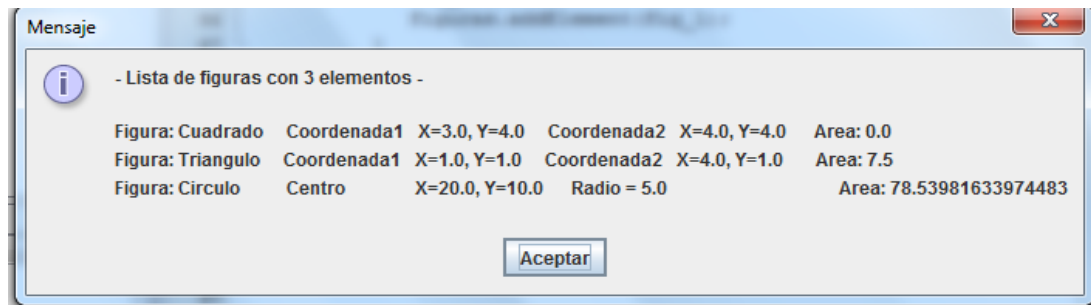 Mensaje
- Lista de figuras con 3 elementos -
Figura: Cuadrado Coordenada1 X=3.0, Y=4.0 Coordenada2 X=4.0, Y=4.0 Area: 0.0
Figura: Triangulo Coordenada1 X=1.0, Y=1.0 Coordenada2 X=4.0, Y=1.0 Area: 7.5
Figura: Circulo Centro X=20.0, Y=10.0 Radio = 5.0 Area: 78.53981633974483
Aceptar